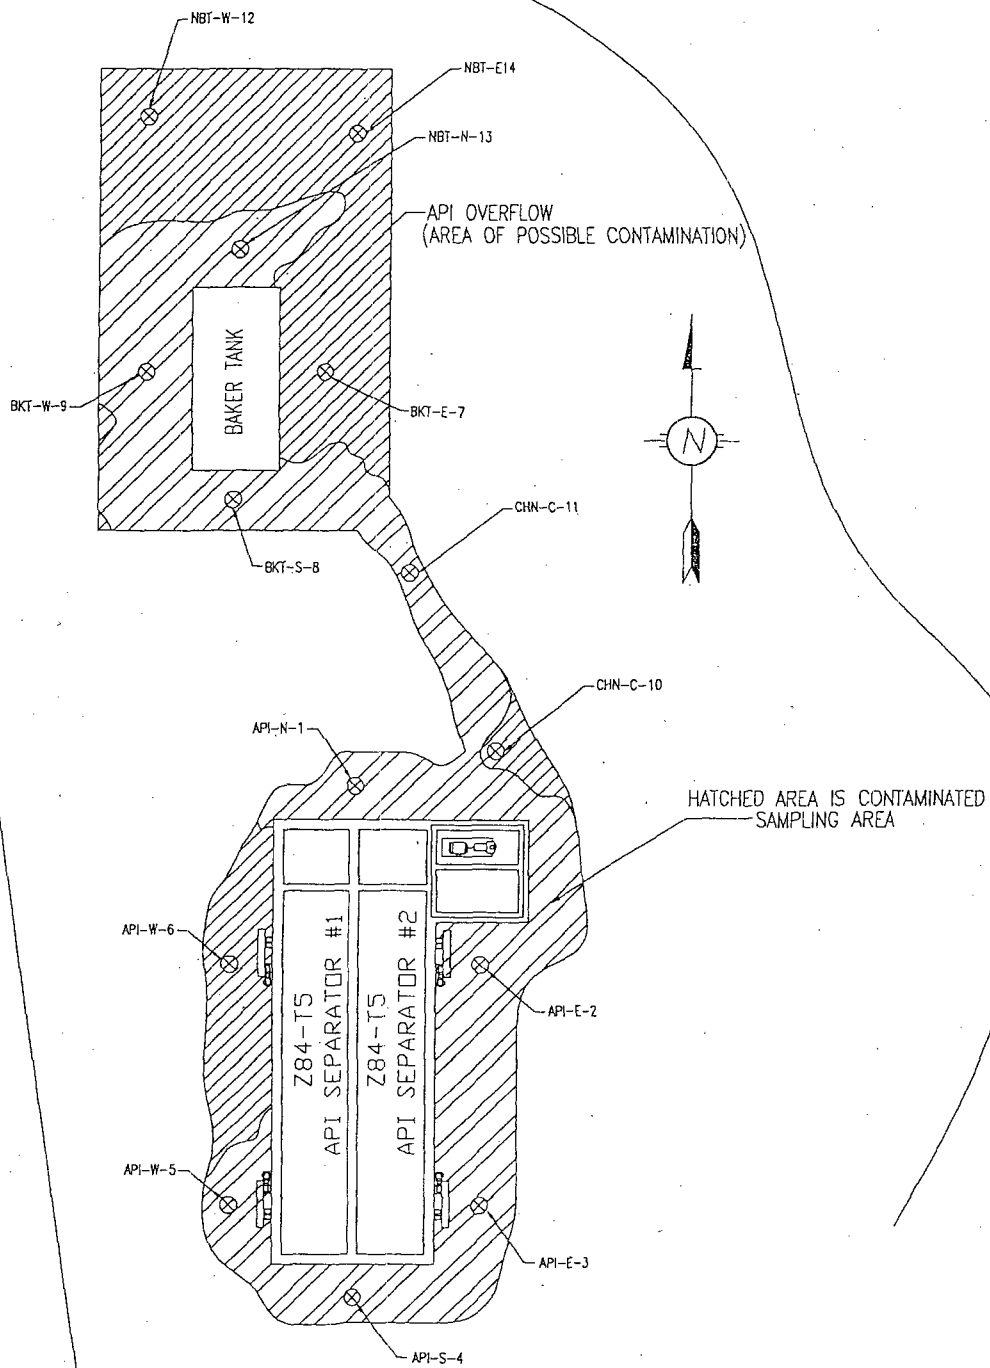 NBT-W-12
NBT-E14
NBT-N-13
API OVERFLOW
(AREA OF POSSIBLE CONTAMINATION)
BAKER TANK
BKT-W-9
BKT-E-7
N
CHN-C-11
BKT-S-8
CHN-C-10
API-N-1
HATCHED AREA IS CONTAMINATED
SAMPLING AREA
API-W-6
Z84-T5
API SEPARATOR #1
Z84-T5
API SEPARATOR #2
API-E-2
API-W-5
API-E-3
API-S-4